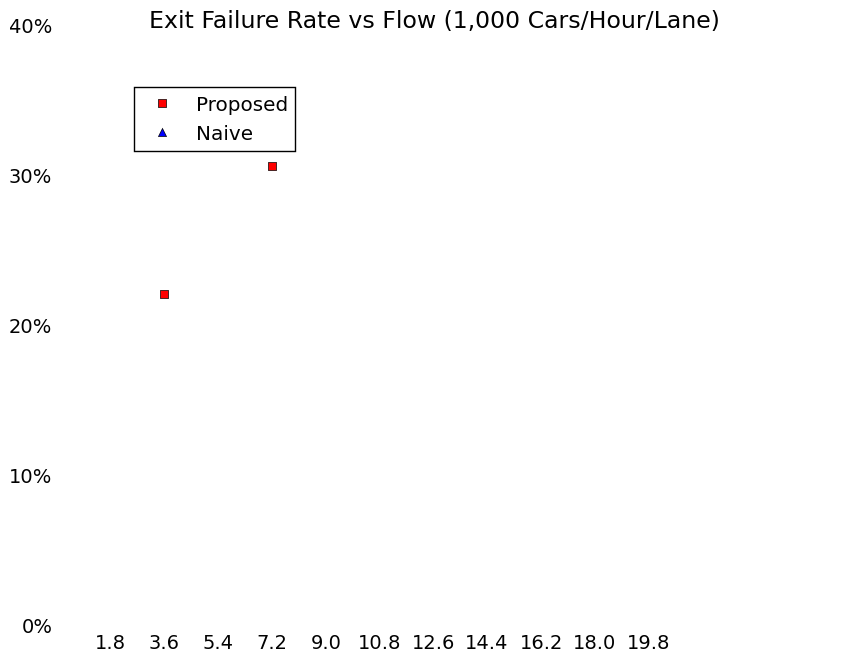 Exit Failure Rate vs Flow (1,000 Cars/Hour/Lane)
40%
Proposed
Naive
30%
20%
10%
0%
1.8 3.6 5.4 7.2 9.0 10.8 12.6 14.4 16.2 18.0 19.8